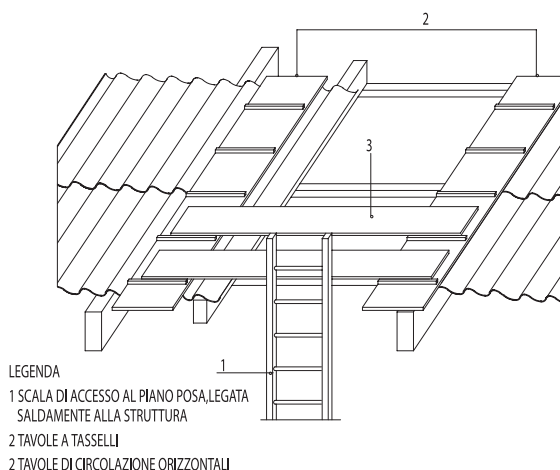 2
3
1
LEGENDA
1 SCALA DI ACCESSO AL PIANO POSA,LEGATA
SALDAMENTE ALLA STRUTTURA
2 TAVOLE A TASSELLI
2 TAVOLE DI CIRCOLAZIONE ORIZZONTALI